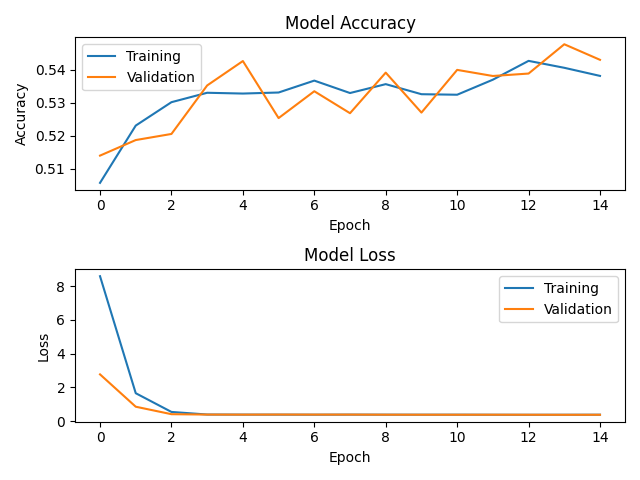 Model Accuracy
Accuracy
0.54
0.53
0.52
0.51
Training
Validation
0 2 4 6 8 10 12 14
Epoch
Model Loss
Loss
8
6
4
2
0
Training
Validation
0 2 4 6 8 10 12 14
Epoch